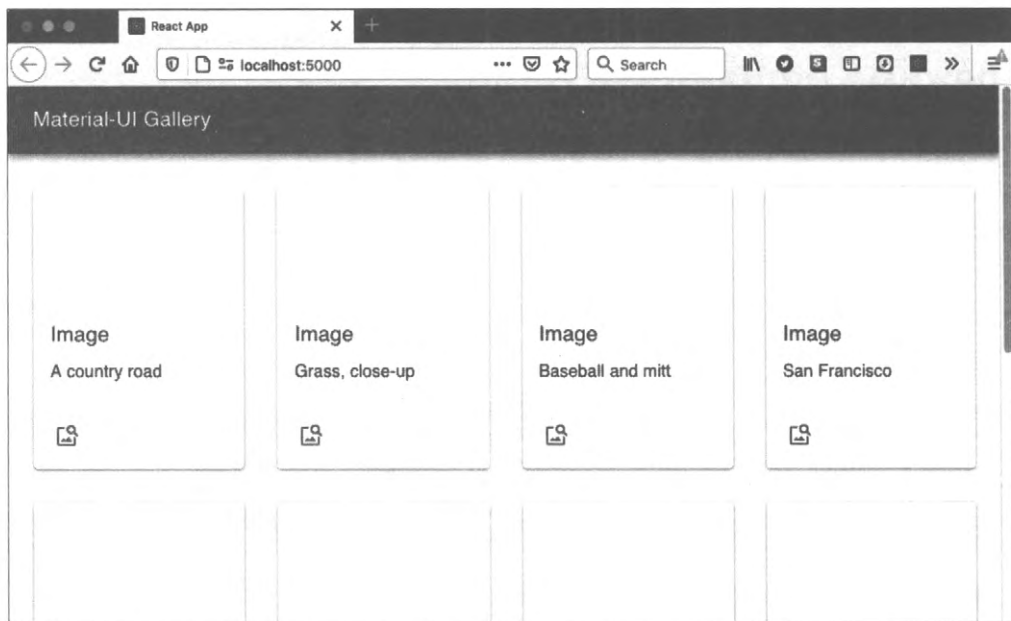 React App
localhost:5000
Search
Material-UI Gallery
Image Image Image Image
A country road Grass, close-up Baseball and mitt San Francisco